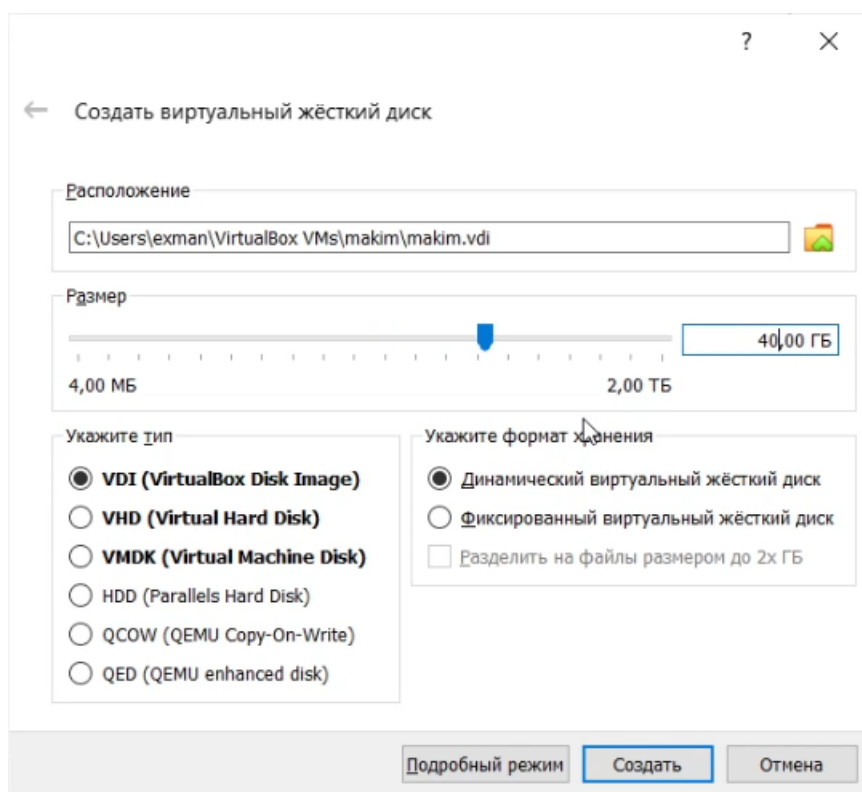 ?
Создать виртуальный жёсткий диск
Расположение
C:\Users\exman\VirtualBox VMs\makim\makim.vdi
Размер
40,00 ГБ
4,00 МБ 2,00 ТБ
Укажите тип
VDI (VirtualBox Disk Image)
VHD (Virtual Hard Disk)
VMDK (Virtual Machine Disk)
HDD (Parallels Hard Disk)
QCOW (QEMU Copy-On-Write)
QED (QEMU enhanced disk)
Укажите формат хранения
Динамический виртуальный жёсткий диск
Фиксированный виртуальный жёсткий диск
Разделить на файлы размером до 2х ГБ
Подробный режим Создать Отмена